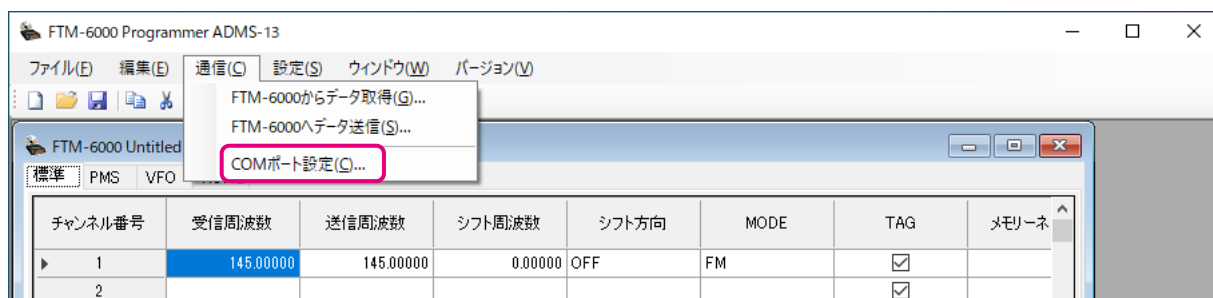 FTM-6000 Programmer ADMS-13
ファイル(F) 編集(E) 通信(C) 設定(S) ウィンドウ(W) バージョン(V)
FTM-6000からデータ取得(G)...
FTM-6000へデータ送信(S)...
COMポート設定(C)...
FTM-6000 Untitled
標準 PMS VFO
チャンネル番号 受信周波数 送信周波数 シフト周波数 シフト方向 MODE TAG メモリーネ
1 145.00000 145.00000 0.00000 OFF FM
2